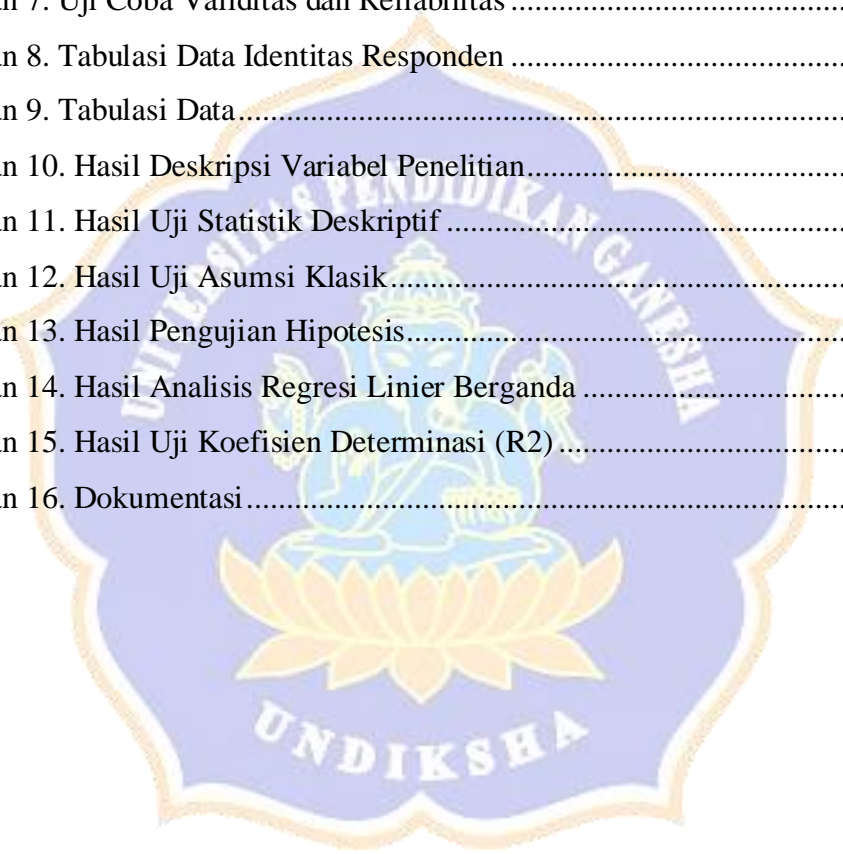 an 7. Uji Coba Validitas dan Reliabilitas ........................................
an 8. Tabulasi Data Identitas Responden ........................................
an 9. Tabulasi Data........................................
an 10. Hasil Deskripsi Variabel Penelitian........................................
an 11. Hasil Uji Statistik Deskriptif ........................................
an 12. Hasil Uji Asumsi Klasik........................................
an 13. Hasil Pengujian Hipotesis........................................
an 14. Hasil Analisis Regresi Linier Berganda ........................................
an 15. Hasil Uji Koefisien Determinasi (R2) ........................................
an 16. Dokumentasi........................................
UNIVERSITAS PENDIDIKAN GANESHA
UNDIKSHA